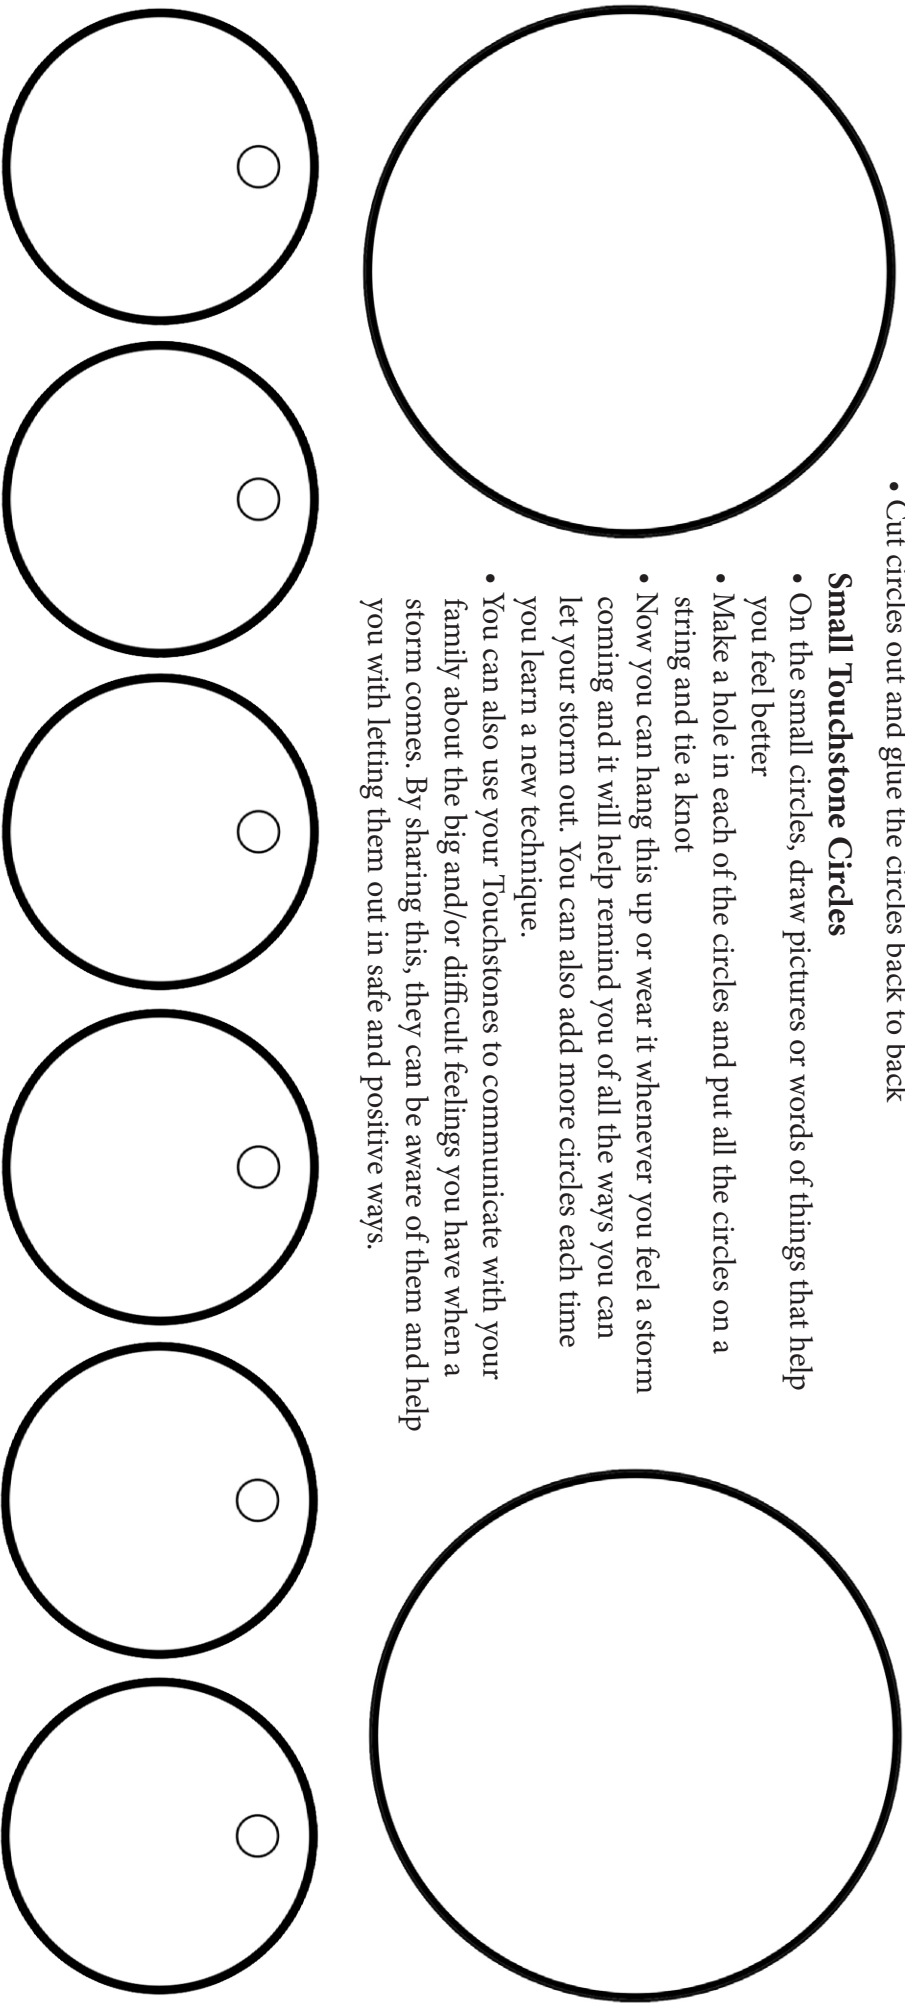 • Cut circles out and glue the circles back to back
Small Touchstone Circles
• On the small circles, draw pictures or words of things that help
you feel better
• Make a hole in each of the circles and put all the circles on a
string and tie a knot
• Now you can hang this up or wear it whenever you feel a storm
coming and it will help remind you of all the ways you can
let your storm out. You can also add more circles each time
you learn a new technique.
• You can also use your Touchstones to communicate with your
family about the big and/or difficult feelings you have when a
storm comes. By sharing this, they can be aware of them and help
you with letting them out in safe and positive ways.